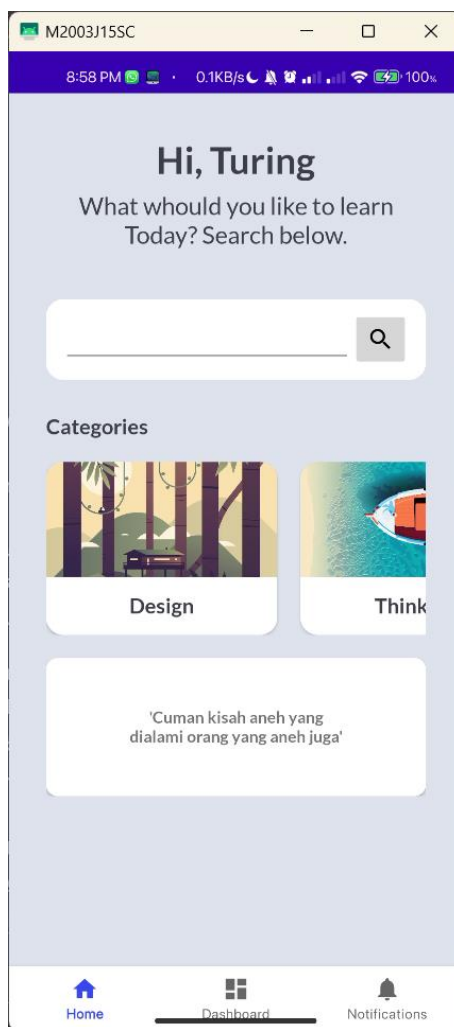 M2003J15SC
8:58 PM · 0.1KB/s 100%
Hi, Turing
What whould you like to learn
Today? Search below.
Categories
Design
Think
'Cuman kisah aneh yang
dialami orang yang aneh juga'
Home
Dashboard
Notifications